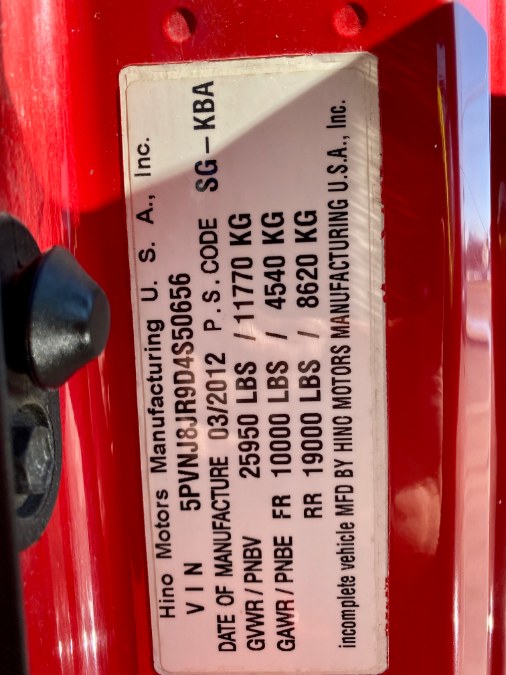 Hino Motors Manufacturing U. S. A., Inc.
VIN 5PVNJ8JR9D4S50656
DATE OF MANUFACTURE 03/2012 P.S. CODE SG-KBA
GVWR / PNBV 25950 LBS / 11770 KG
GAWR / PNBE FR 10000 LBS / 4540 KG
RR 19000 LBS / 8620 KG
incomplete vehicle MFD BY HINO MOTORS MANUFACTURING U.S.A., Inc.